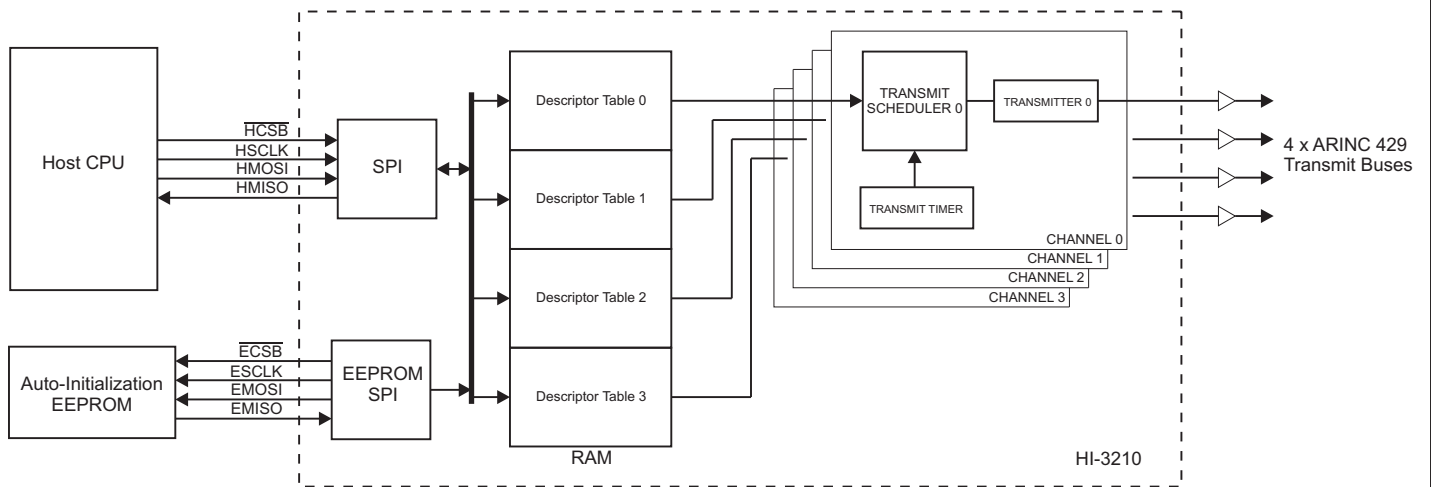 Host CPU
HCSB
HSCLK
HMOSI
HMISO
SPI
Auto-Initialization
EEPROM
ECSB
ESCLK
EMOSI
EMISO
EEPROM
SPI
Descriptor Table 0
Descriptor Table 1
Descriptor Table 2
Descriptor Table 3
RAM
TRANSMIT
SCHEDULER 0
TRANSMITTER 0
TRANSMIT TIMER
CHANNEL 0
CHANNEL 1
CHANNEL 2
CHANNEL 3
4 x ARINC 429
Transmit Buses
HI-3210